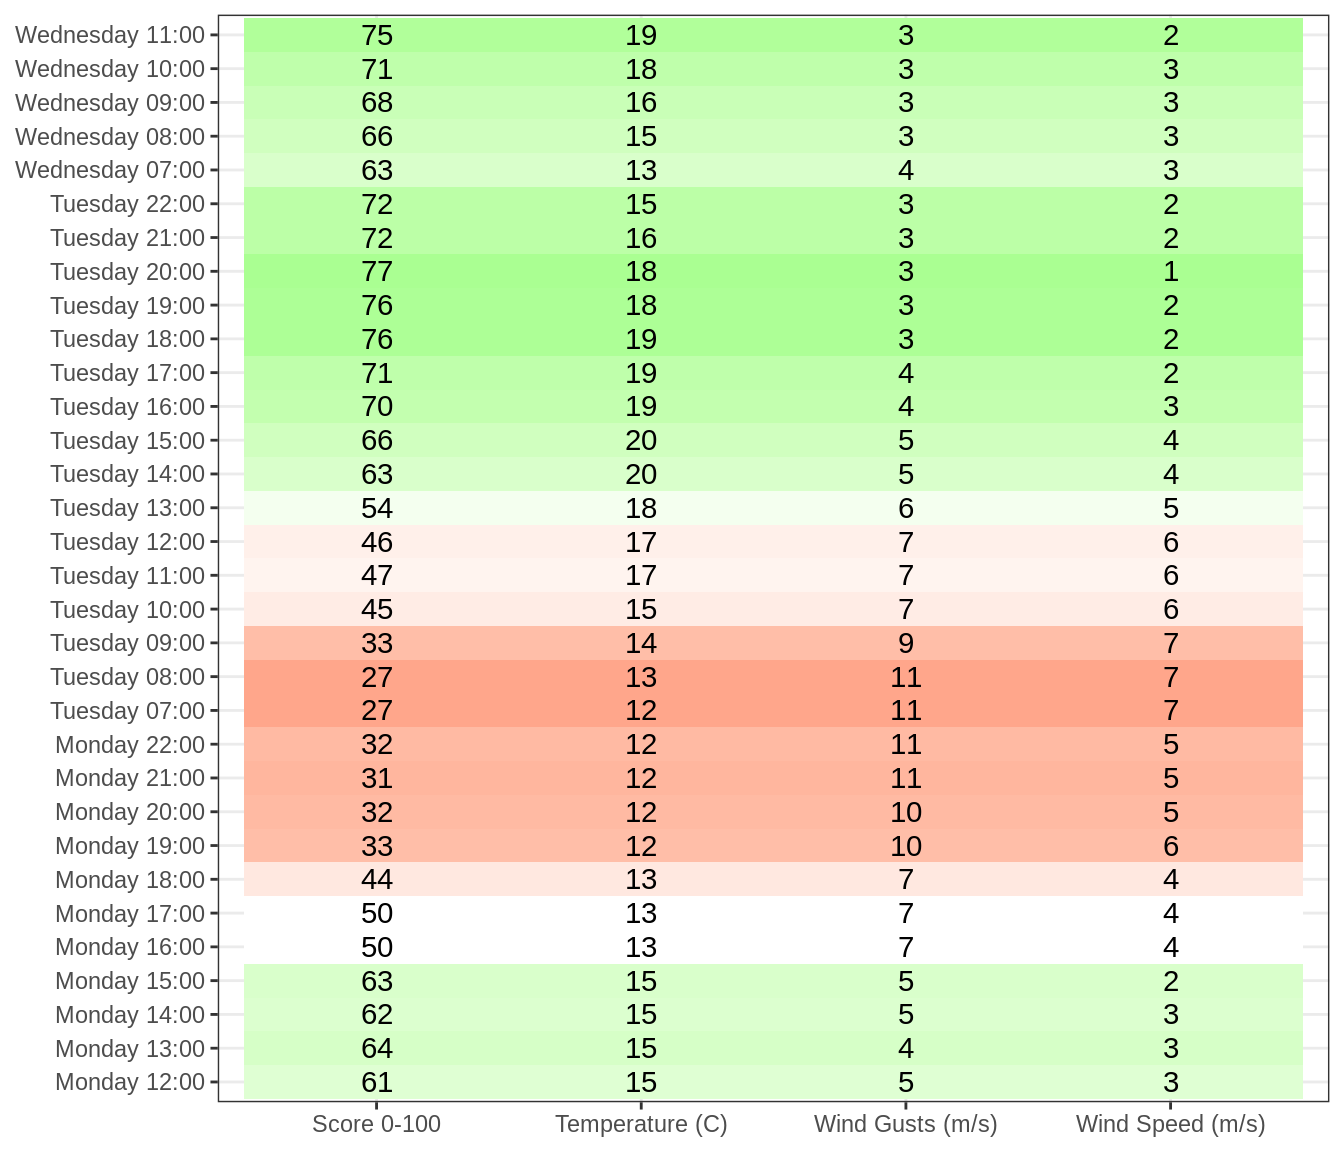 Wednesday 11:00 75 19 3 2
Wednesday 10:00 71 18 3 3
Wednesday 09:00 68 16 3 3
Wednesday 08:00 66 15 3 3
Wednesday 07:00 63 13 4 3
Tuesday 22:00 72 15 3 2
Tuesday 21:00 72 16 3 2
Tuesday 20:00 77 18 3 1
Tuesday 19:00 76 18 3 2
Tuesday 18:00 76 19 3 2
Tuesday 17:00 71 19 4 2
Tuesday 16:00 70 19 4 3
Tuesday 15:00 66 20 5 4
Tuesday 14:00 63 20 5 4
Tuesday 13:00 54 18 6 5
Tuesday 12:00 46 17 7 6
Tuesday 11:00 47 17 7 6
Tuesday 10:00 45 15 7 6
Tuesday 09:00 33 14 9 7
Tuesday 08:00 27 13 11 7
Tuesday 07:00 27 12 11 7
Monday 22:00 32 12 11 5
Monday 21:00 31 12 11 5
Monday 20:00 32 12 10 5
Monday 19:00 33 12 10 6
Monday 18:00 44 13 7 4
Monday 17:00 50 13 7 4
Monday 16:00 50 13 7 4
Monday 15:00 63 15 5 2
Monday 14:00 62 15 5 3
Monday 13:00 64 15 4 3
Monday 12:00 61 15 5 3
Score 0-100 Temperature (C) Wind Gusts (m/s) Wind Speed (m/s)